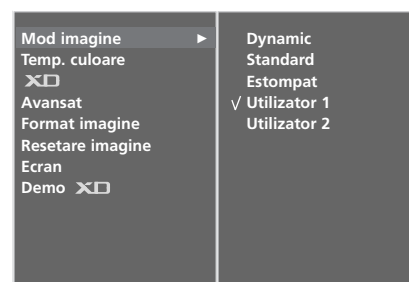 Mod imagine ►
Temp. culoare
XD
Avansat
Format imagine
Resetare imagine
Ecran
Demo XD
Dynamic
Standard
Estompat
√ Utilizator 1
Utilizator 2